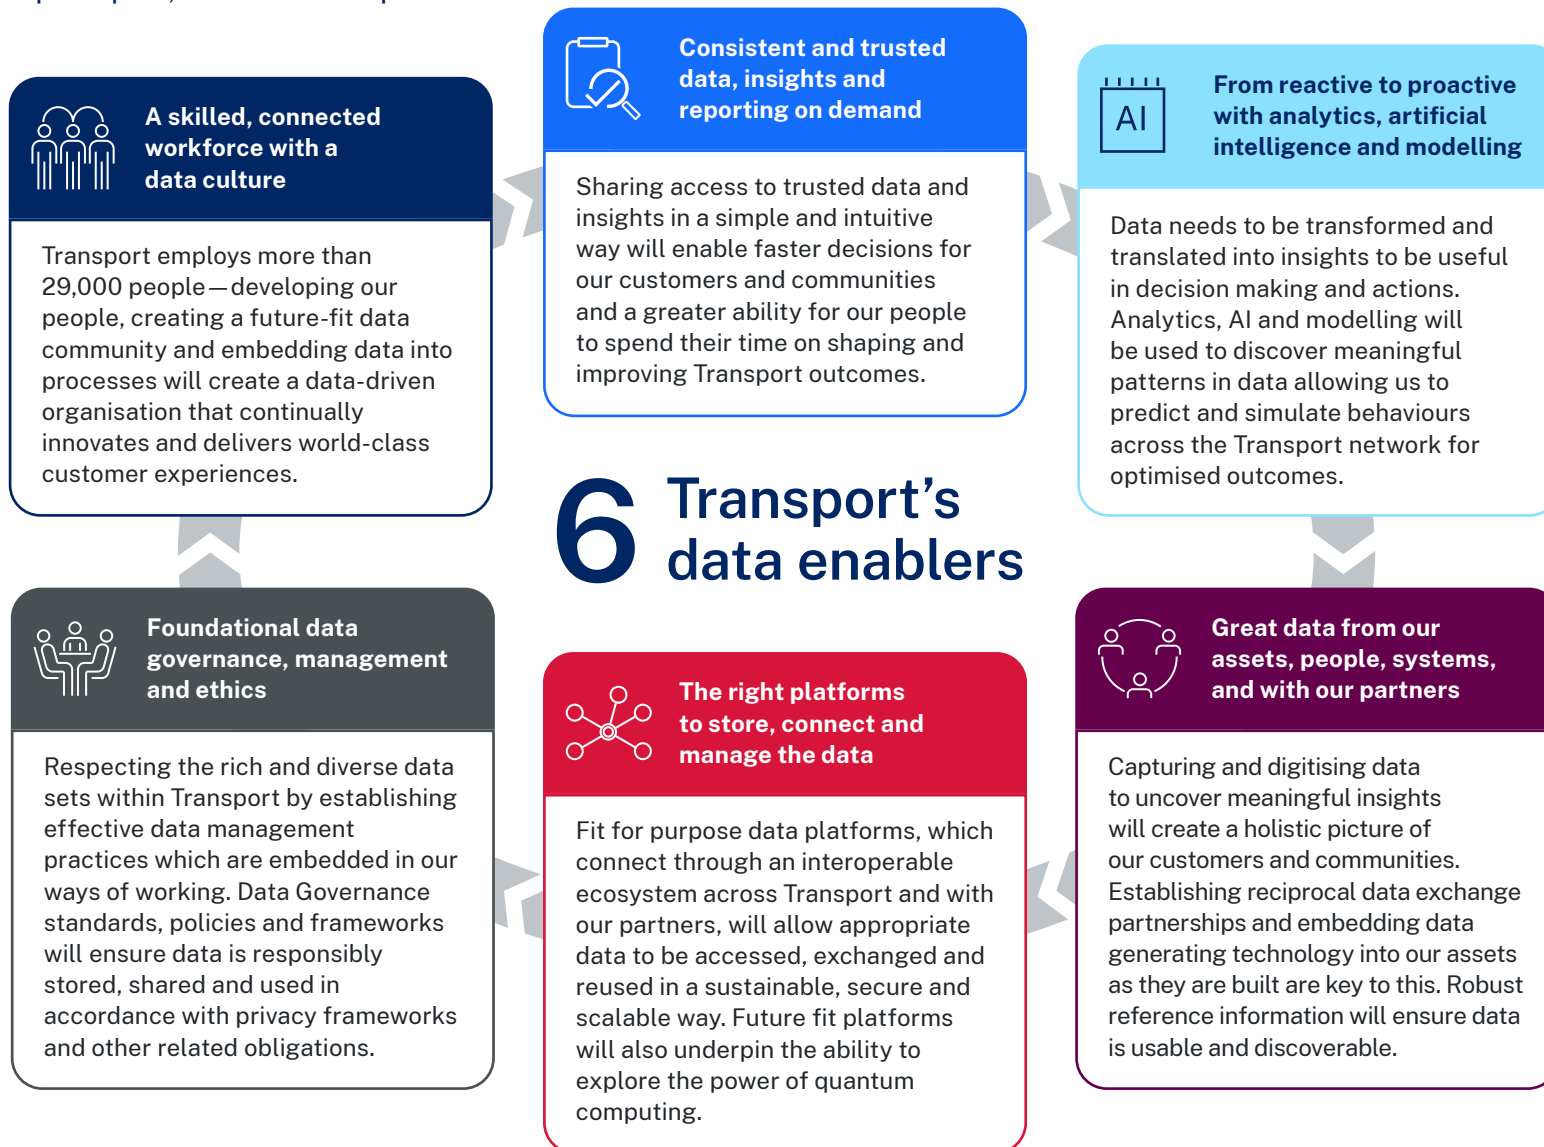 A skilled, connected
workforce with a
data culture
Transport employs more than
29,000 people—developing our
people, creating a future-fit data
community and embedding data into
processes will create a data-driven
organisation that continually
innovates and delivers world-class
customer experiences.
Consistent and trusted
data, insights and
reporting on demand
Sharing access to trusted data and
insights in a simple and intuitive
way will enable faster decisions for
our customers and communities
and a greater ability for our people
to spend their time on shaping and
improving Transport outcomes.
AI
From reactive to proactive
with analytics, artificial
intelligence and modelling
Data needs to be transformed and
translated into insights to be useful
in decision making and actions.
Analytics, AI and modelling will
be used to discover meaningful
patterns in data allowing us to
predict and simulate behaviours
across the Transport network for
optimised outcomes.
6 Transport's
data enablers
Foundational data
governance, management
and ethics
Respecting the rich and diverse data
sets within Transport by establishing
effective data management
practices which are embedded in our
ways of working. Data Governance
standards, policies and frameworks
will ensure data is responsibly
stored, shared and used in
accordance with privacy frameworks
and other related obligations.
The right platforms
to store, connect and
manage the data
Fit for purpose data platforms, which
connect through an interoperable
ecosystem across Transport and with
our partners, will allow appropriate
data to be accessed, exchanged and
reused in a sustainable, secure and
scalable way. Future fit platforms
will also underpin the ability to
explore the power of quantum
computing.
Great data from our
assets, people, systems,
and with our partners
Capturing and digitising data
to uncover meaningful insights
will create a holistic picture of
our customers and communities.
Establishing reciprocal data exchange
partnerships and embedding data
generating technology into our assets
as they are built are key to this. Robust
reference information will ensure data
is usable and discoverable.